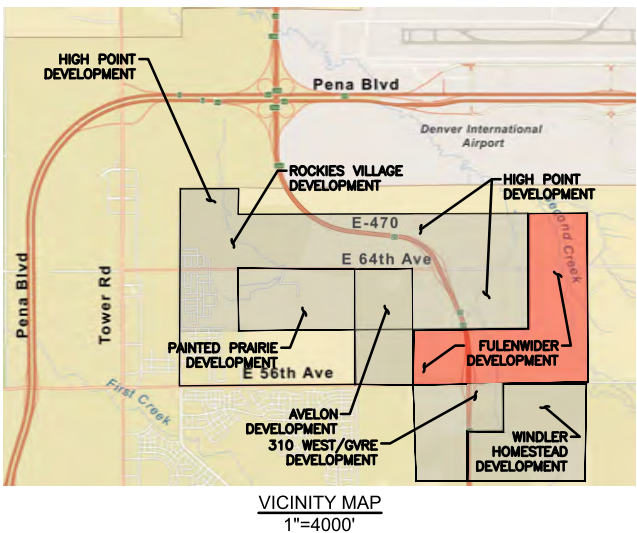 HIGH POINT
DEVELOPMENT
Pena Blvd
Denver International
Airport
ROCKIES VILLAGE
DEVELOPMENT
HIGH POINT
DEVELOPMENT
Second Creek
E-470
E 64th Ave
Pena Blvd
Tower Rd
PAINTED PRAIRIE
DEVELOPMENT
FULENWIDER
DEVELOPMENT
E 56th Ave
First Creek
AVELON
DEVELOPMENT
310 WEST/GVRE
DEVELOPMENT
WINDLER
HOMESTEAD
DEVELOPMENT
VICINITY MAP
1"=4000'